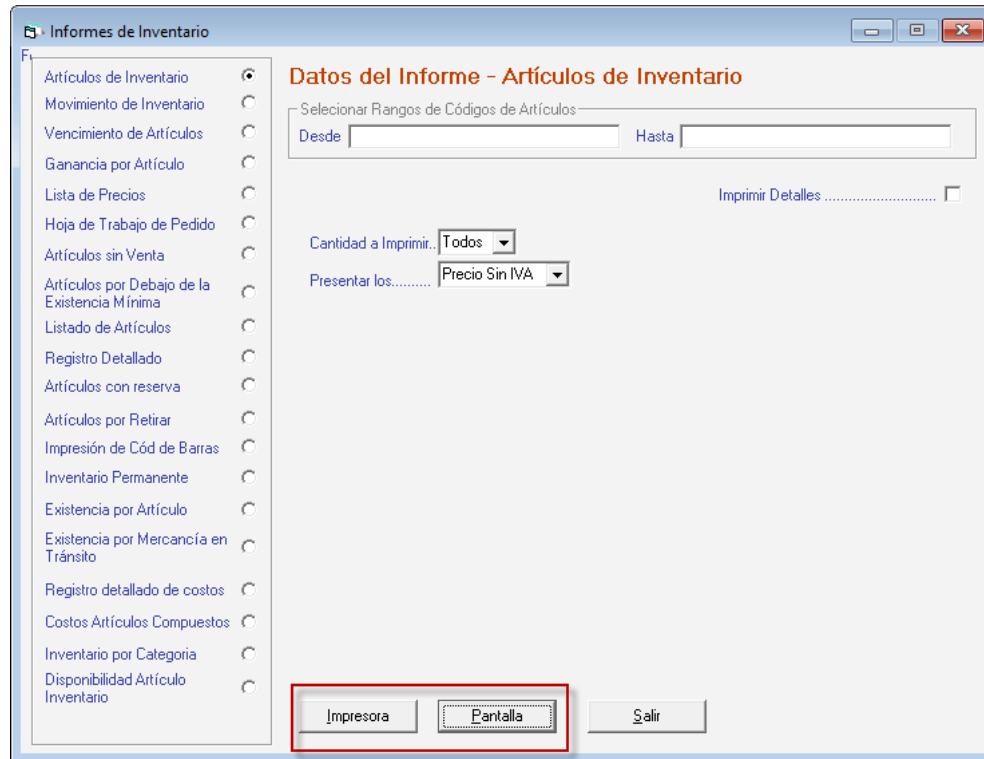 Informes de Inventario
Artículos de Inventario
Movimiento de Inventario
Vencimiento de Artículos
Ganancia por Artículo
Lista de Precios
Hoja de Trabajo de Pedido
Artículos sin Venta
Artículos por Debajo de la
Existencia Mínima
Listado de Artículos
Registro Detallado
Artículos con reserva
Artículos por Retirar
Impresión de Cód de Barras
Inventario Permanente
Existencia por Artículo
Existencia por Mercancía en
Tránsito
Registro detallado de costos
Costos Artículos Compuestos
Inventario por Categoria
Disponibilidad Artículo
Inventario
Datos del Informe - Artículos de Inventario
Selecionar Rangos de Códigos de Artículos
Desde Hasta
Imprimir Detalles ............................
Cantidad a Imprimir.. Todos
Presentar los.......... Precio Sin IVA
Impresora Pantalla Salir